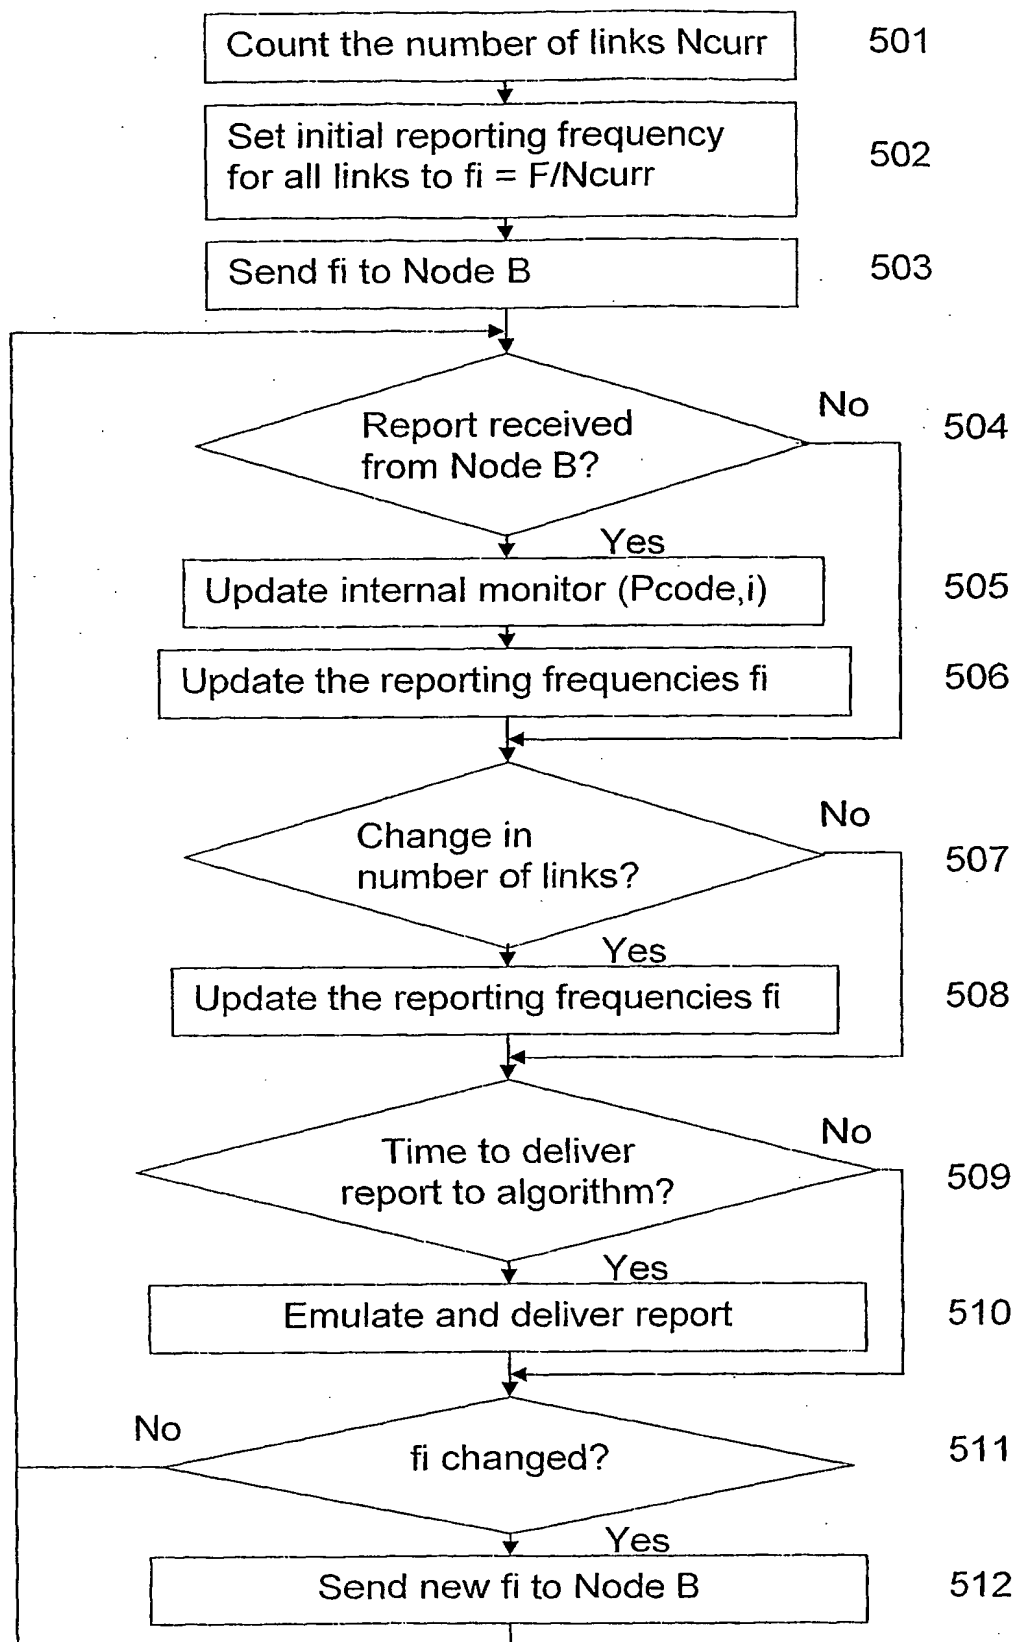 Count the number of links Ncurr 501
Set initial reporting frequency
for all links to fi = F/Ncurr
502
Send fi to Node B 503
No
504
Report received
from Node B?
Yes
Update internal monitor (Pcode,i) 505
Update the reporting frequencies fi 506
No
Change in
number of links?
507
Yes
Update the reporting frequencies fi 508
No
Time to deliver
report to algorithm?
509
Yes
Emulate and deliver report 510
No
fi changed? 511
Yes
Send new fi to Node B 512